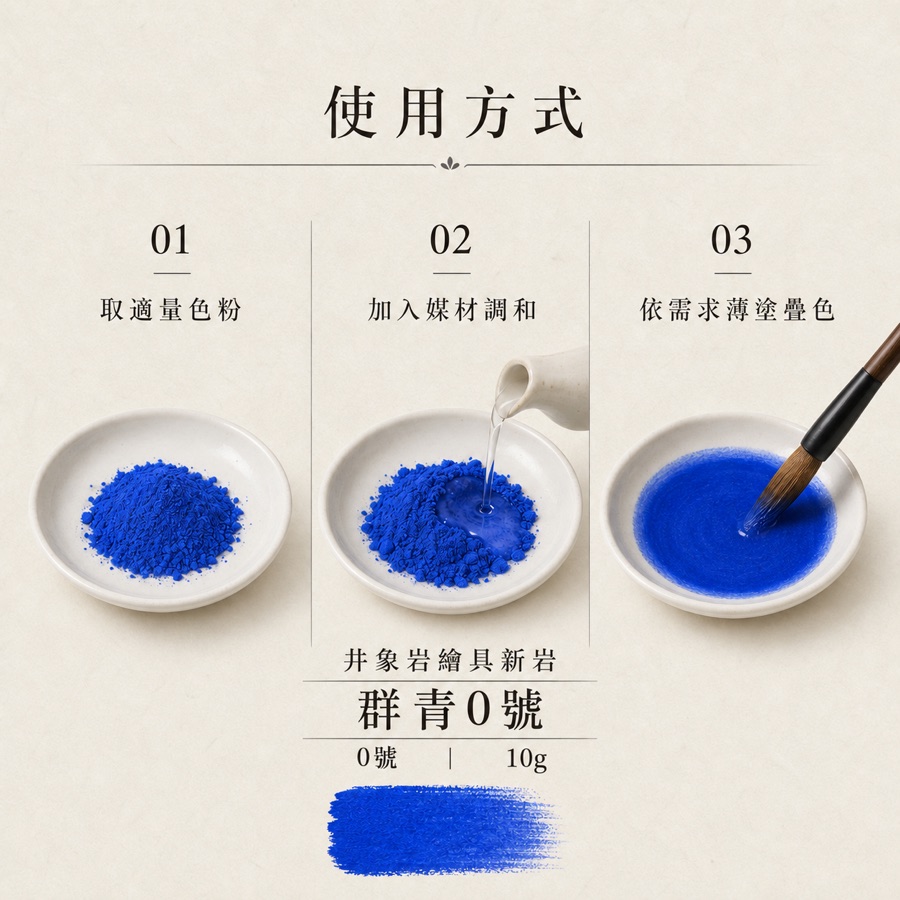 使用方式
01
取適量色粉
02
加入媒材調和
03
依需求薄塗疊色
井象岩繪具新岩
群青0號
0號 | 10g